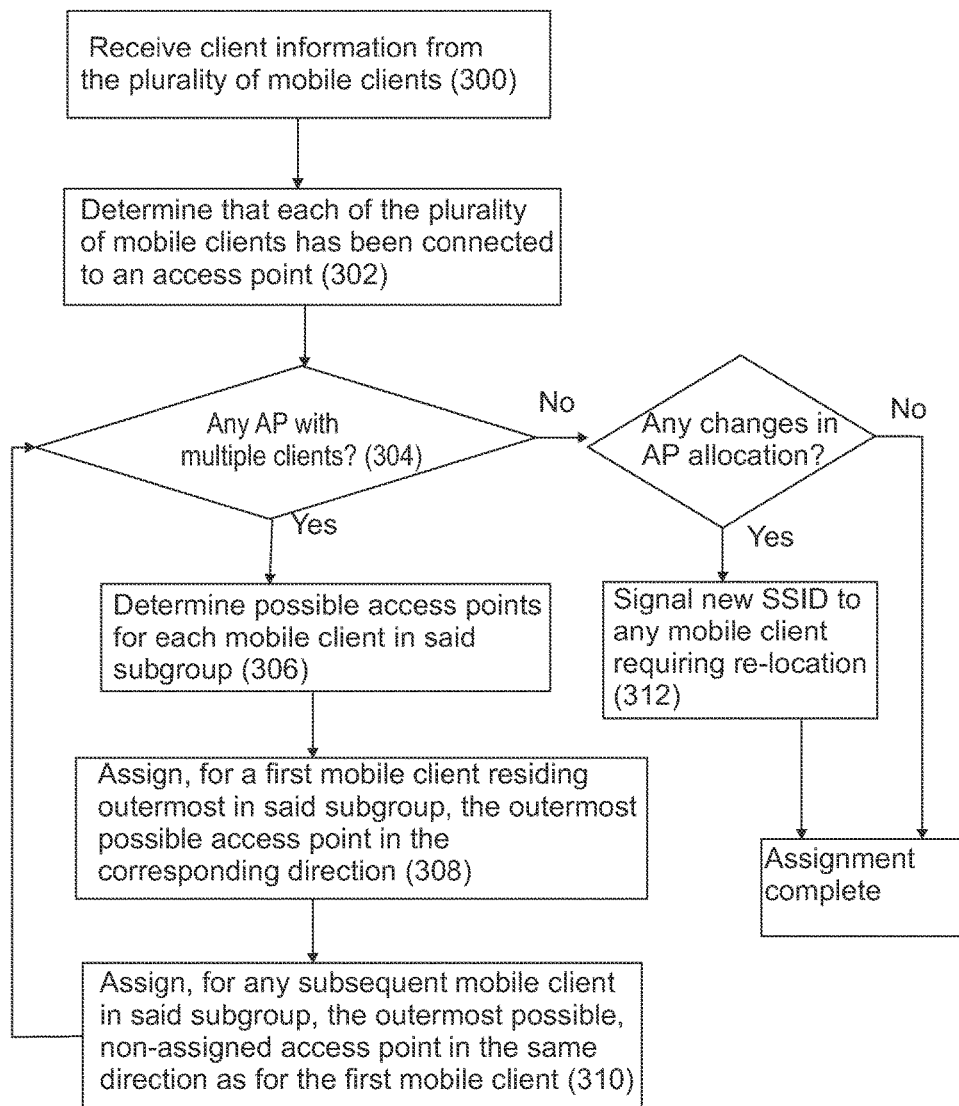 Receive client information from
the plurality of mobile clients (300)
Determine that each of the plurality
of mobile clients has been connected
to an access point (302)
Any AP with
multiple clients? (304)
No
Any changes in
AP allocation?
No
Yes
Yes
Determine possible access points
for each mobile client in said
subgroup (306)
Signal new SSID to
any mobile client
requiring re-location
(312)
Assign, for a first mobile client residing
outermost in said subgroup, the outermost
possible access point in the
corresponding direction (308)
Assignment
complete
Assign, for any subsequent mobile client
in said subgroup, the outermost possible,
non-assigned access point in the same
direction as for the first mobile client (310)